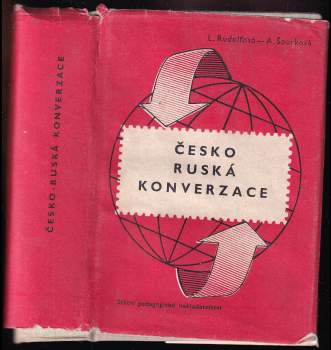 ČESKO-RUSKÁ KONVERZACE
L. Rudolfová—A. Šourková
ČESKO
RUSKÁ
KONVERZACE
Státní pedagogické nakladatelství